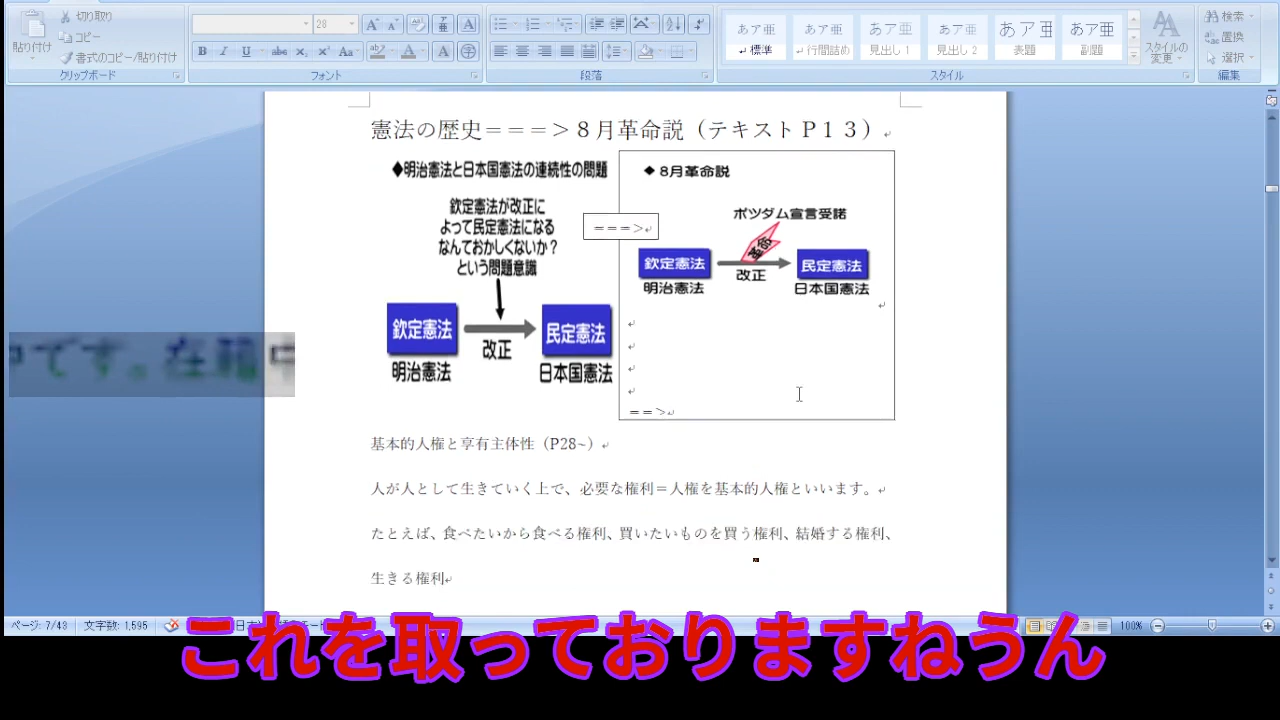 切り取り
コピー
貼り付け
書式のコピー/貼り付け
クリップボード
28
フォント
段落
あア亜
標準
あア亜
行間詰め
あア亜
見出し 1
あア亜
見出し 2
あア亜
表題
あア亜
副題
スタイルの
変更
スタイル
検索
置換
選択
編集
憲法の歴史＝＝＝＞８月革命説（テキストＰ１３）
◆明治憲法と日本国憲法の連続性の問題
欽定憲法が改正に
よって民定憲法になる
なんておかしくないか？
という問題意識
欽定憲法
改正
民定憲法
明治憲法
日本国憲法
＝＝＝＞
◆ 8月革命説
ポツダム宣言受諾
革命
欽定憲法
改正
民定憲法
明治憲法
日本国憲法
＝＝＞
中です。在籍中
基本的人権と享有主体性（P28~）
人が人として生きていく上で、必要な権利＝人権を基本的人権といいます。
たとえば、食べたいから食べる権利、買いたいものを買う権利、結婚する権利、
生きる権利
ページ: 7/43
文字数: 1,595
100%
これを取っておりますねうん